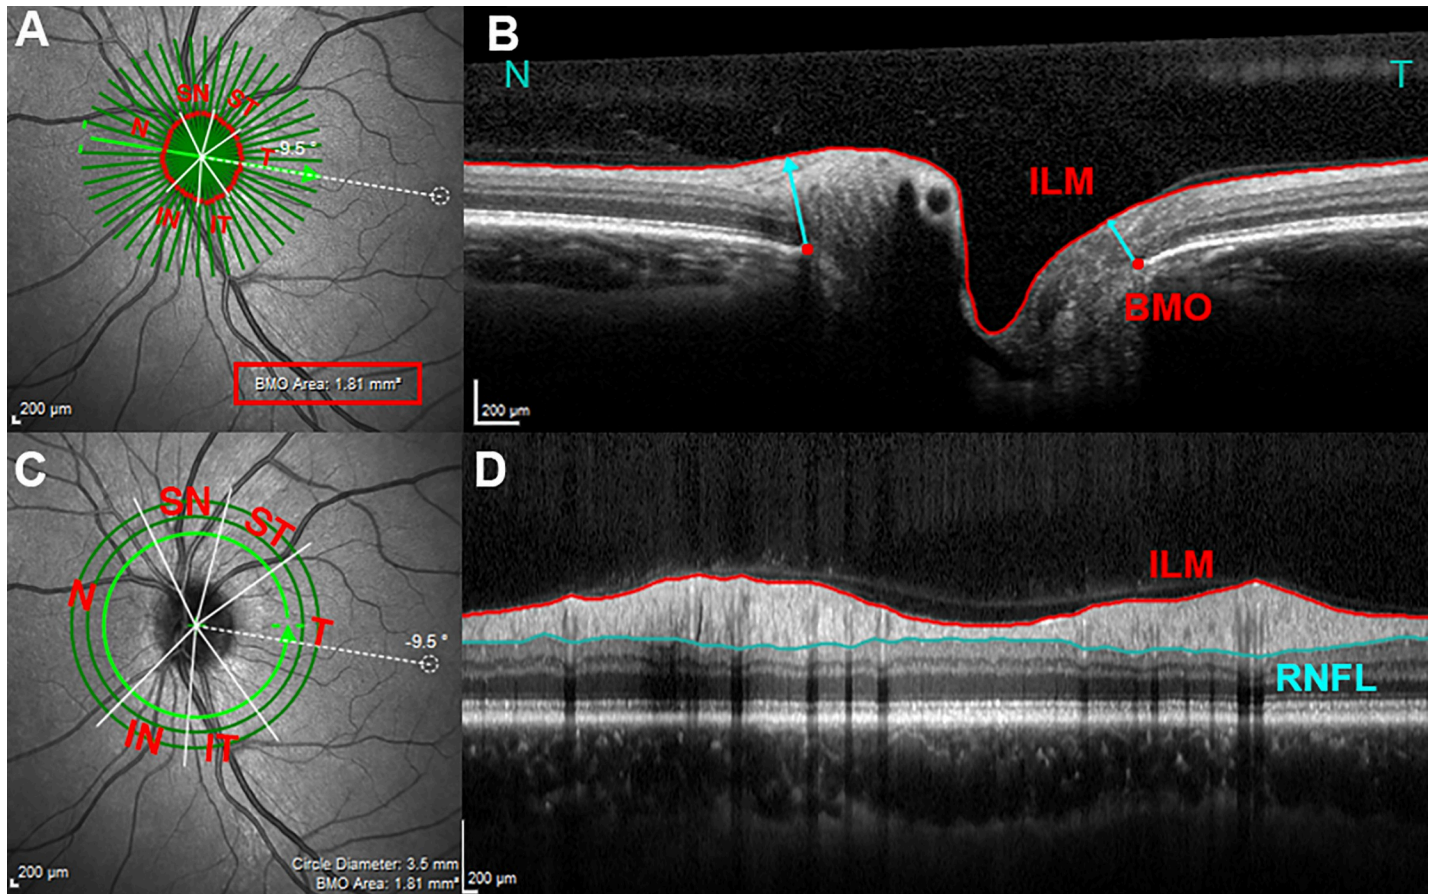 A
SN
ST
N
T
-9.5 °
IN
IT
BMO Area: 1.81 mm²
200 µm
B
N
T
ILM
BMO
200 µm
C
SN
ST
N
T
-9.5 °
IN
IT
Circle Diameter: 3.5 mm
BMO Area: 1.81 mm²
200 µm
D
ILM
RNFL
200 µm